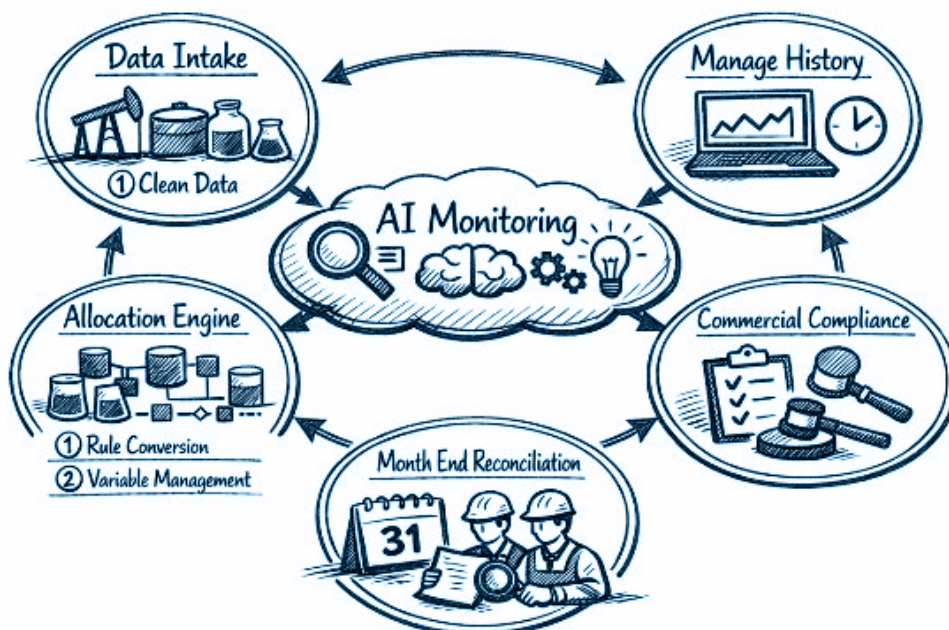 Data Intake
① Clean Data
Manage History
AI Monitoring
Allocation Engine
① Rule Conversion
② Variable Management
Commercial Compliance
Month End Reconciliation
31